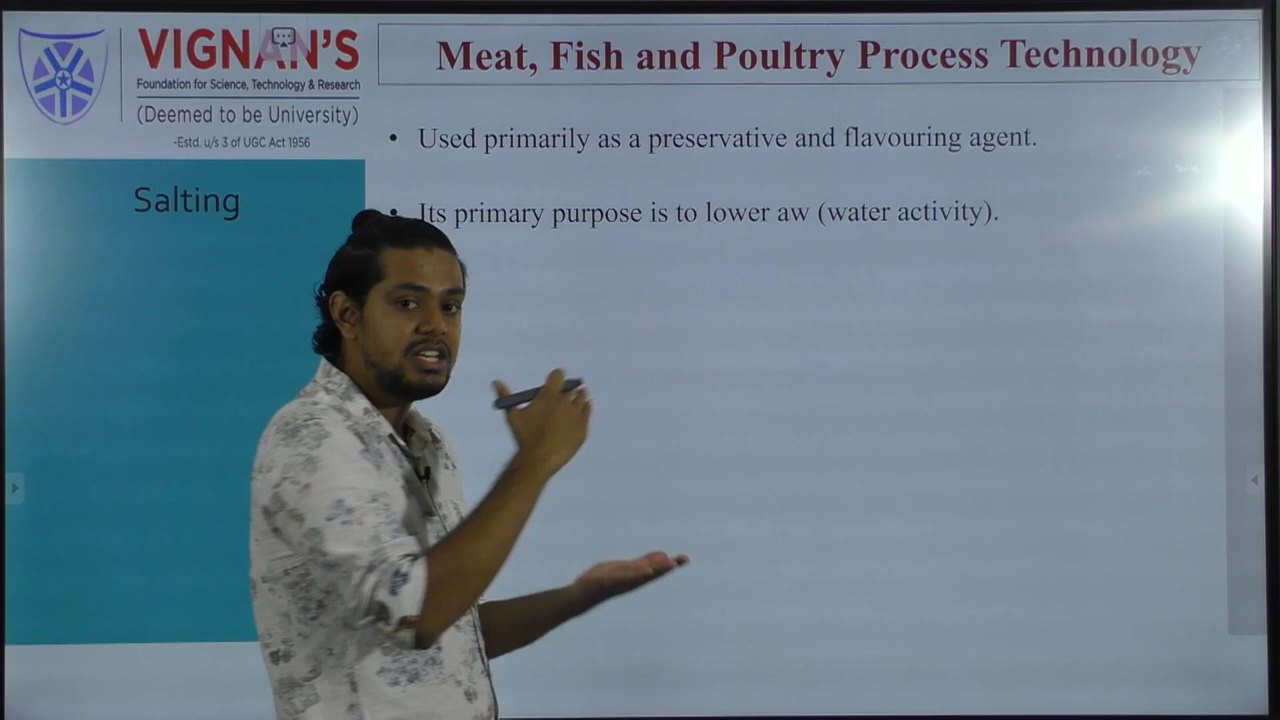 VIGNAN'S
Foundation for Science, Technology & Research
(Deemed to be University)
-Estd. u/s 3 of UGC Act 1956
Meat, Fish and Poultry Process Technology
Salting
• Used primarily as a preservative and flavouring agent.
• Its primary purpose is to lower aw (water activity).